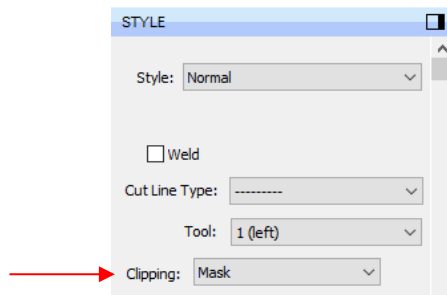 STYLE
Style: Normal
Weld
Cut Line Type: ---------
Tool: 1 (left)
Clipping: Mask